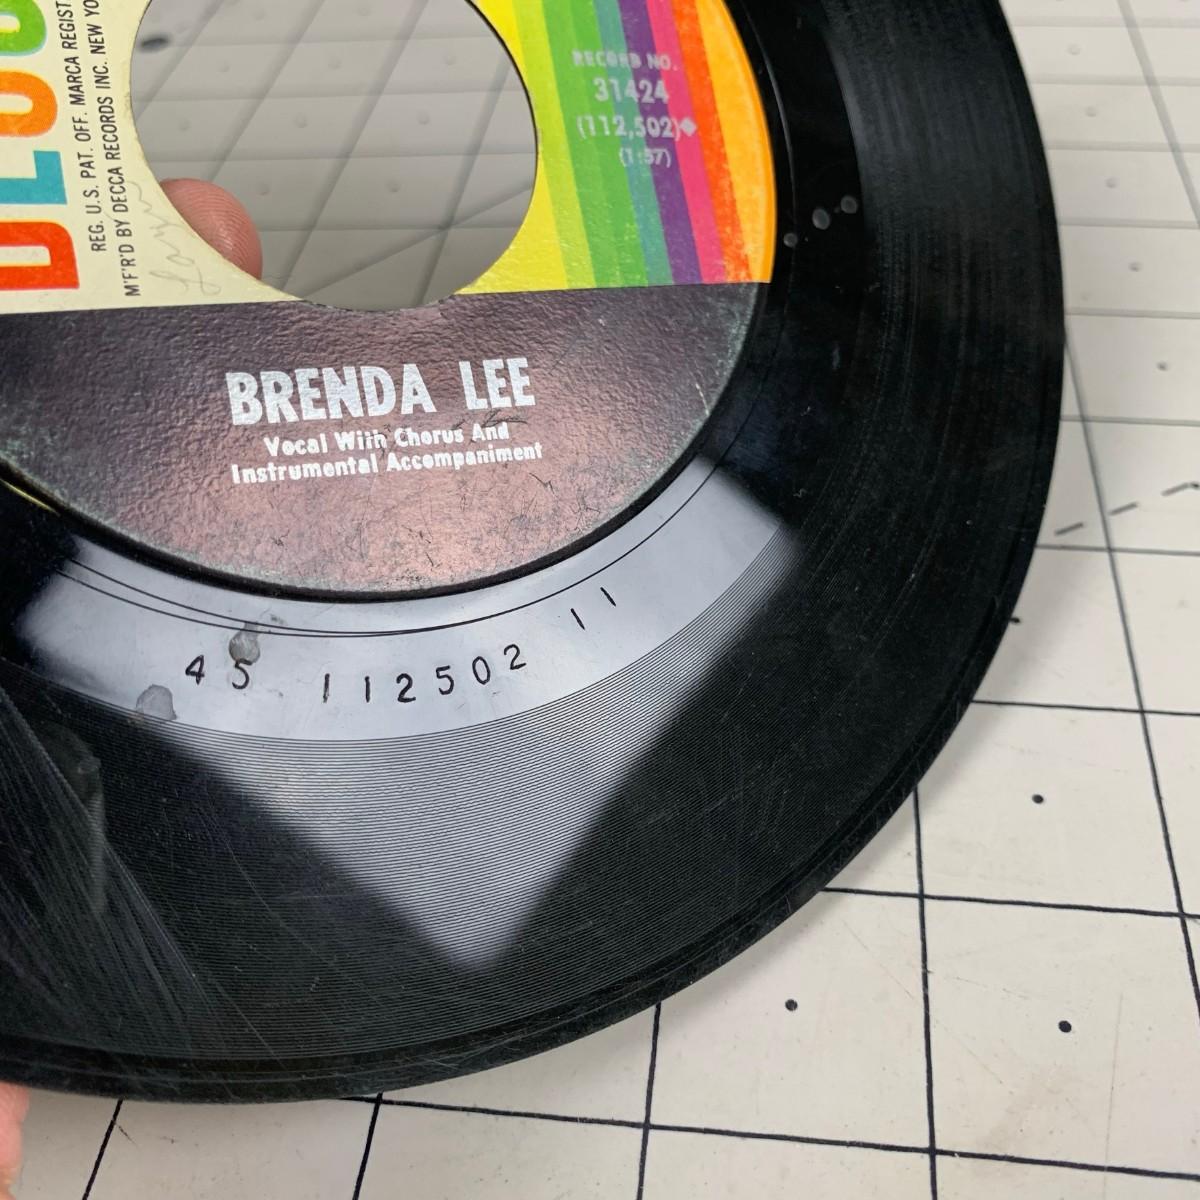 DECCA
REG. U.S. PAT. OFF. MARCA REGIST
M'F'R'D BY DECCA RECORDS INC. NEW YO
RECORD NO.
31424
(112,502)◆
(1:57)
BRENDA LEE
Vocal With Chorus And
Instrumental Accompaniment
45 112502 11